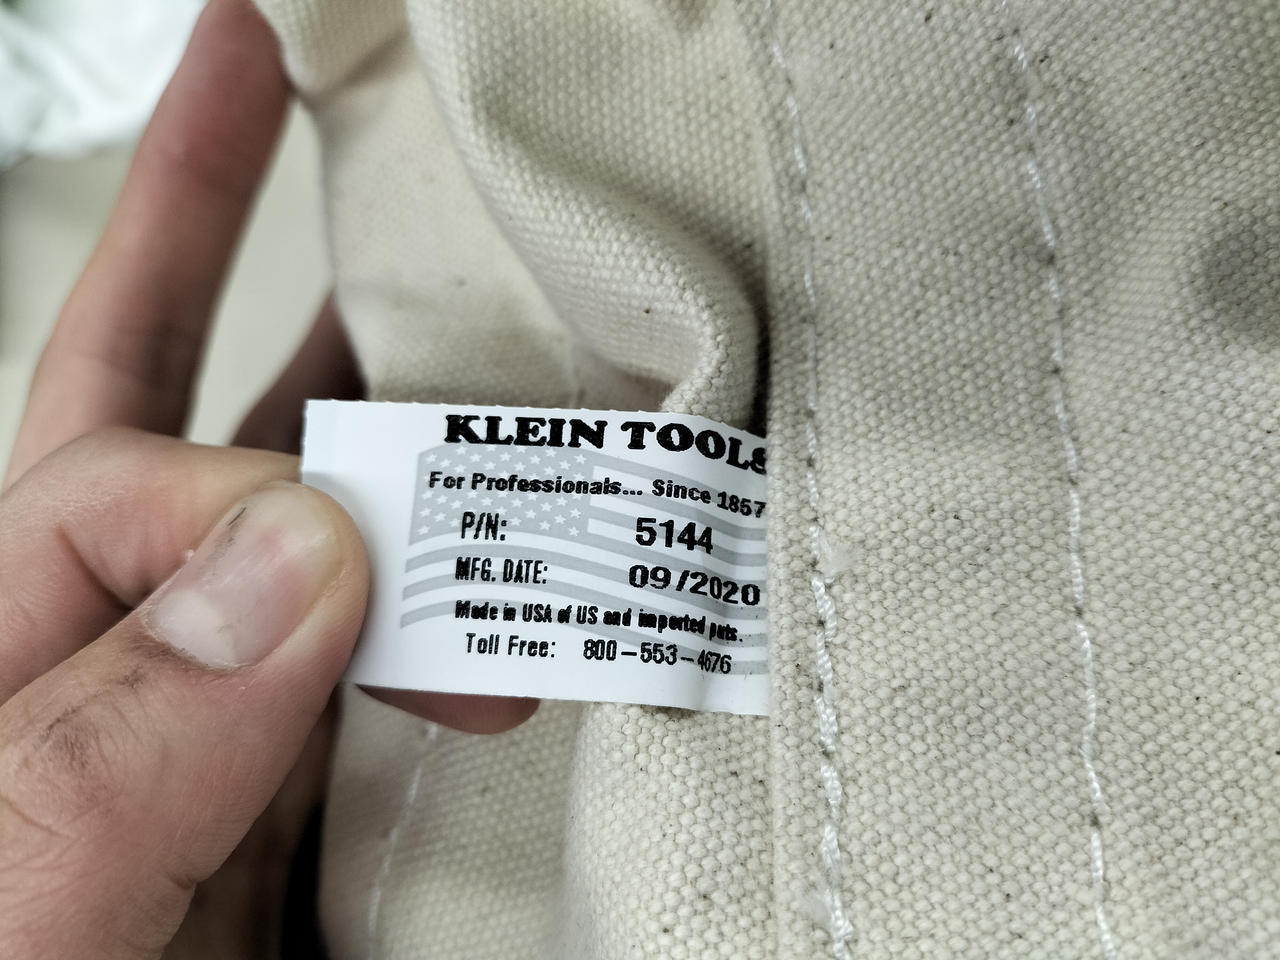 KLEIN TOOLS
For Professionals... Since 1857
P/N: 5144
MFG. DATE: 09/2020
Made in USA of US and imported parts.
Toll Free: 800-553-4676